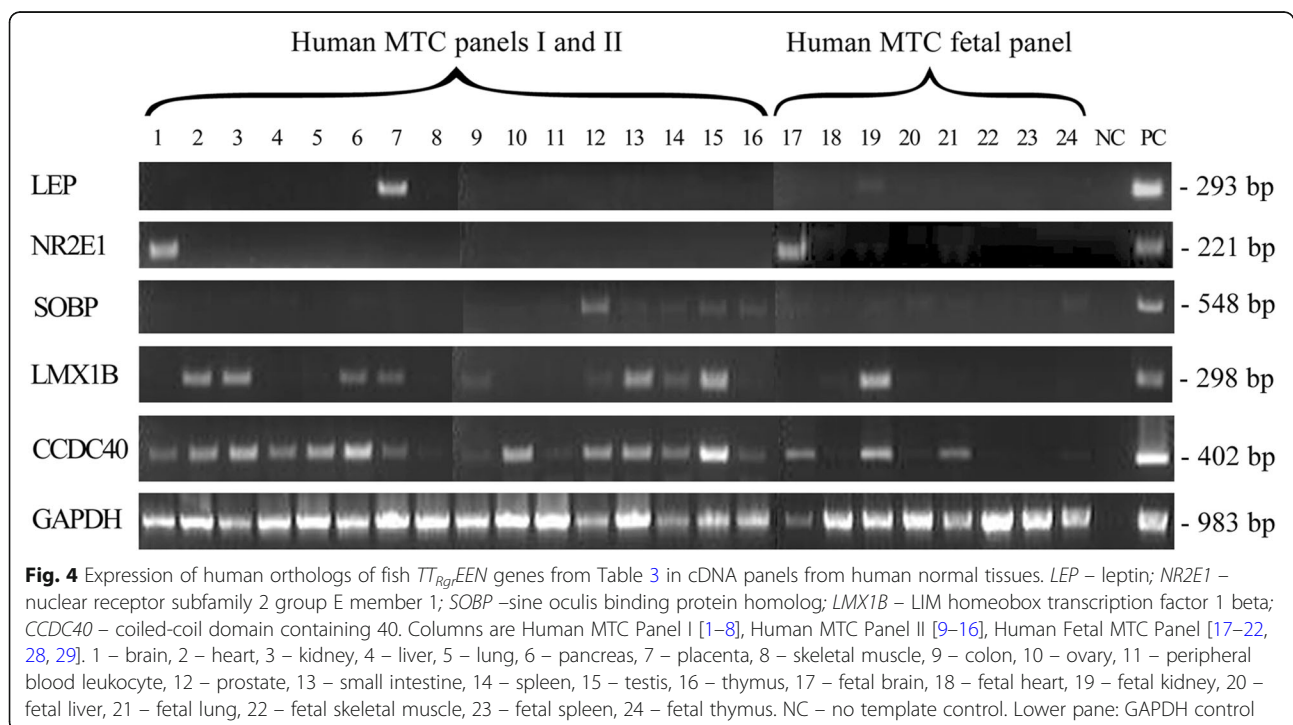 Human MTC panels I and II Human MTC fetal panel
1 2 3 4 5 6 7 8 9 10 11 12 13 14 15 16 17 18 19 20 21 22 23 24 NC PC
LEP - 293 bp
NR2E1 - 221 bp
SOBP - 548 bp
LMX1B - 298 bp
CCDC40 - 402 bp
GAPDH - 983 bp
Fig. 4 Expression of human orthologs of fish TT_RgrEEN genes from Table 3 in cDNA panels from human normal tissues. LEP – leptin; NR2E1 –
nuclear receptor subfamily 2 group E member 1; SOBP –sine oculis binding protein homolog; LMX1B – LIM homeobox transcription factor 1 beta;
CCDC40 – coiled-coil domain containing 40. Columns are Human MTC Panel I [1–8], Human MTC Panel II [9–16], Human Fetal MTC Panel [17–22,
28, 29]. 1 – brain, 2 – heart, 3 – kidney, 4 – liver, 5 – lung, 6 – pancreas, 7 – placenta, 8 – skeletal muscle, 9 – colon, 10 – ovary, 11 – peripheral
blood leukocyte, 12 – prostate, 13 – small intestine, 14 – spleen, 15 – testis, 16 – thymus, 17 – fetal brain, 18 – fetal heart, 19 – fetal kidney, 20 –
fetal liver, 21 – fetal lung, 22 – fetal skeletal muscle, 23 – fetal spleen, 24 – fetal thymus. NC – no template control. Lower pane: GAPDH control